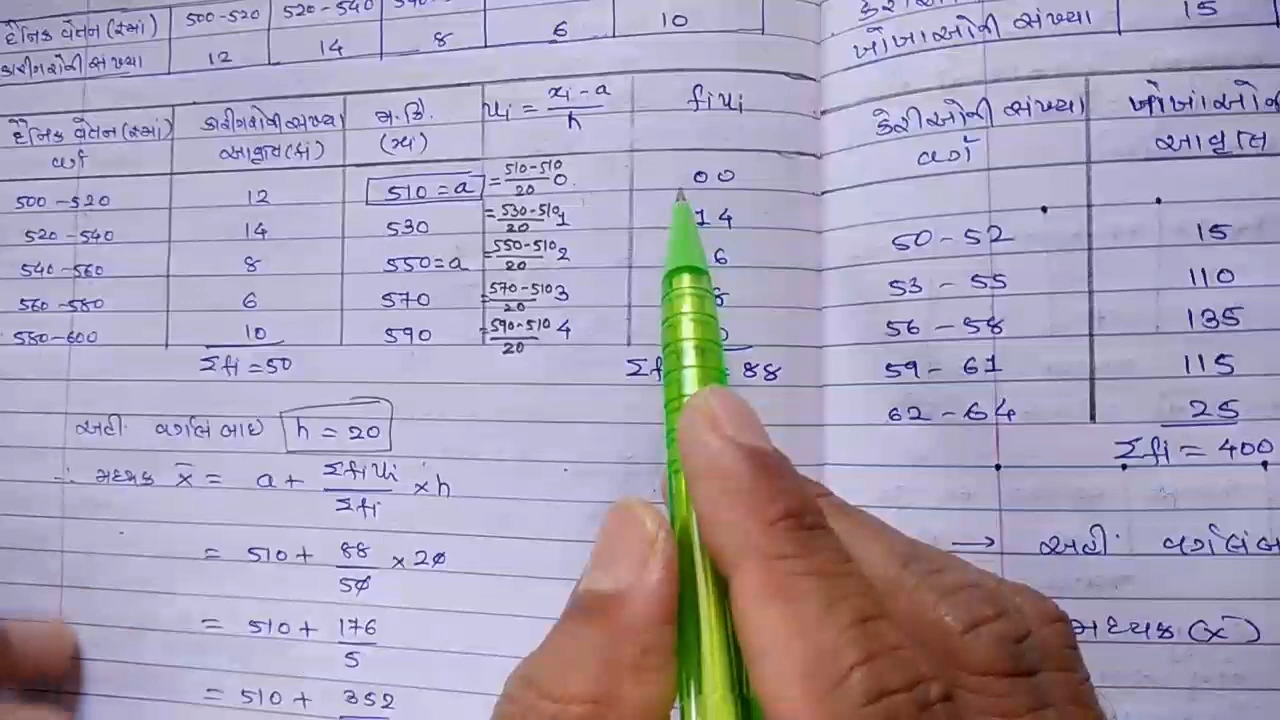 દૈનિક વેતન (રૂમાં) 500-520 520-540
કારીગરોની સંખ્યા 12 14 8 6 10
ખોખાઓની સંખ્યા 15
દૈનિક વેતન (રૂમાં) કારીગરોની સંખ્યા મ.કિ. ui = xi - a / h fiui
વર્ગ આવૃત્તિ (fi) (xi)
500-520 12 510 = a = 510-510 / 20 0 00
520-540 14 530 = 530-510 / 20 1 14
540-560 8 550 = a = 550-510 / 20 2 6
560-580 6 570 = 570-510 / 20 3 8
580-600 10 590 = 590-510 / 20 4 0
Σfi = 50 Σf = 88
અહી વર્ગલંબાઈ h = 20
∴ મધ્યક x̄ = a + Σfiui / Σfi × h
= 510 + 88 / 50 × 20
= 510 + 176 / 5
= 510 + 352
કેરીઓની સંખ્યા ખોખાઓની
વર્ગ આવૃત્તિ
50-52 15
53-55 110
56-58 135
59-61 115
62-64 25
Σfi = 400
→ અહી વર્ગલંબ
મધ્યક (x̄)